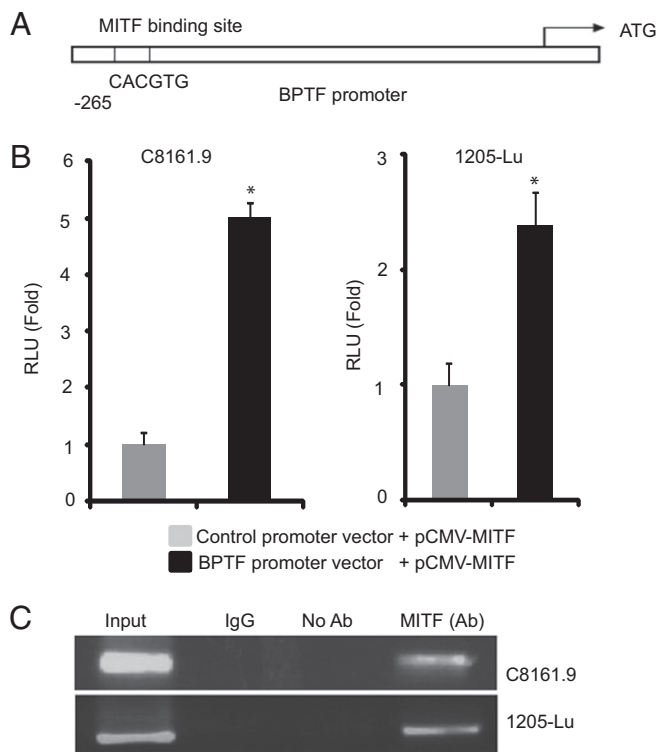 A
MITF binding site
ATG
CACGTG
-265
BPTF promoter
B
C8161.9
1205-Lu
6
5
4
3
2
1
0
RLU (Fold)
*
3
2
1
0
RLU (Fold)
*
Control promoter vector + pCMV-MITF
BPTF promoter vector + pCMV-MITF
C
Input IgG No Ab MITF (Ab)
C8161.9
1205-Lu